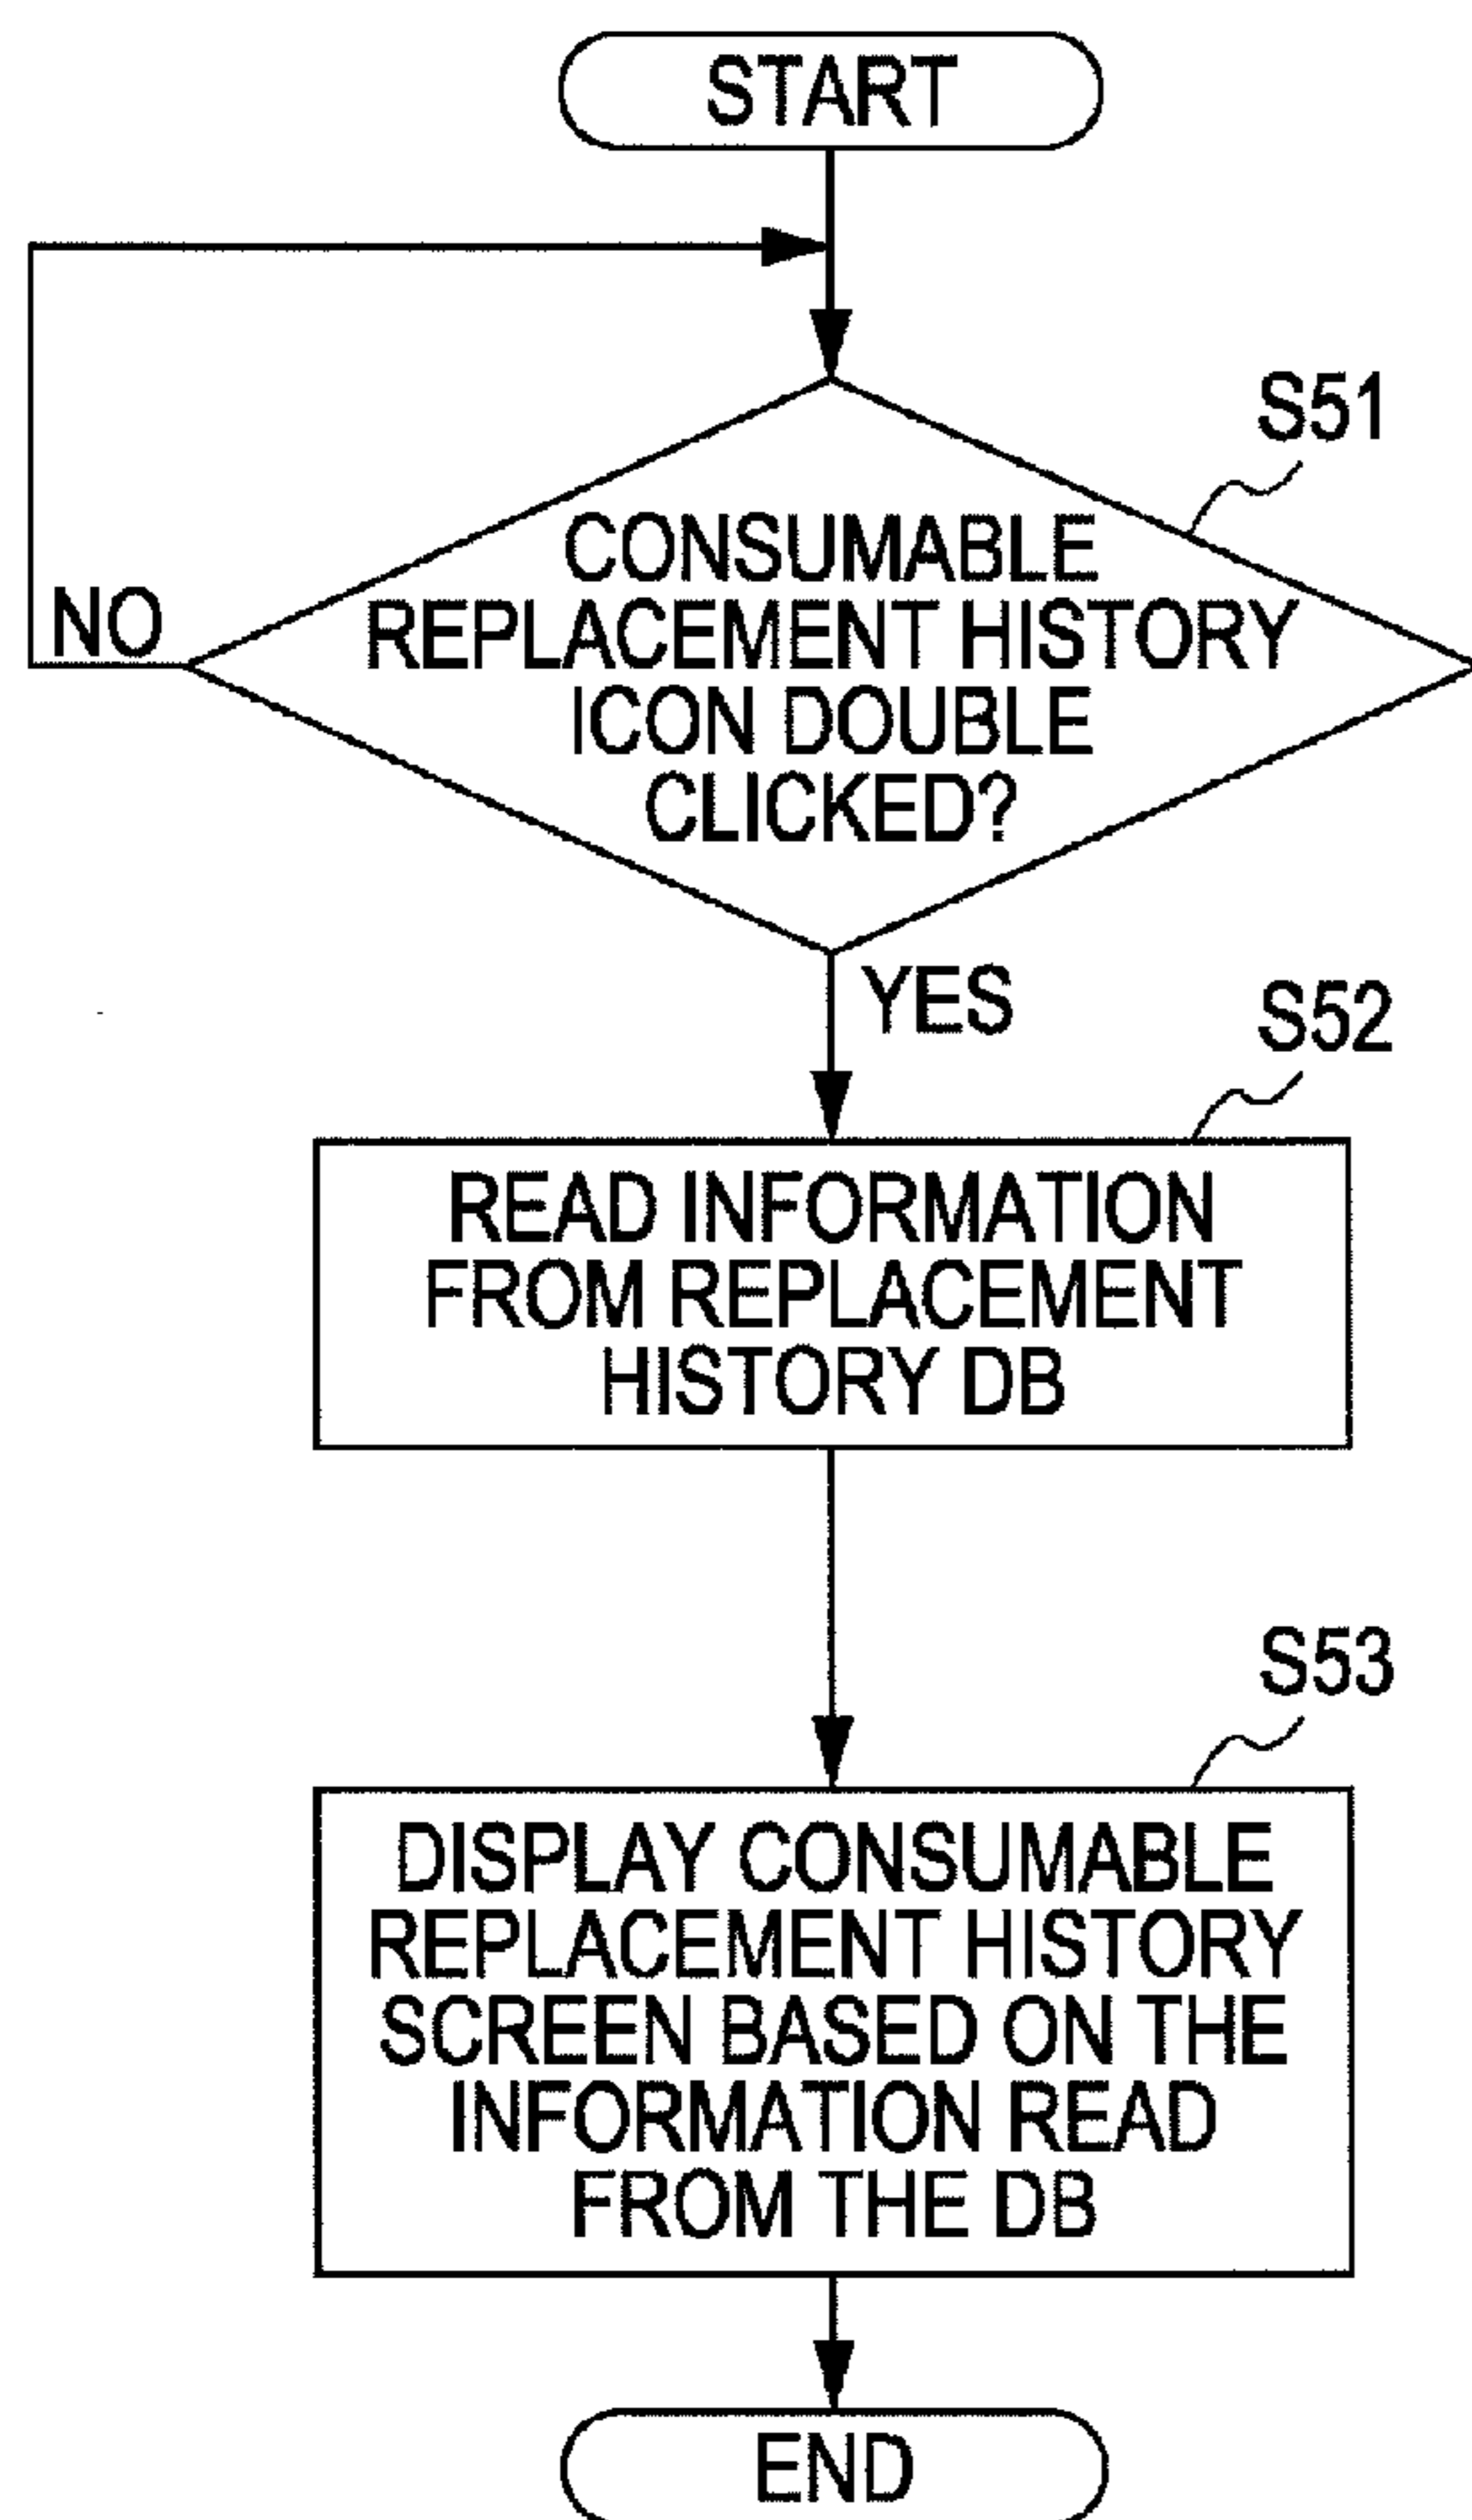 START
S51
CONSUMABLE
REPLACEMENT HISTORY
ICON DOUBLE
CLICKED?
NO
YES
S52
READ INFORMATION
FROM REPLACEMENT
HISTORY DB
S53
DISPLAY CONSUMABLE
REPLACEMENT HISTORY
SCREEN BASED ON THE
INFORMATION READ
FROM THE DB
END